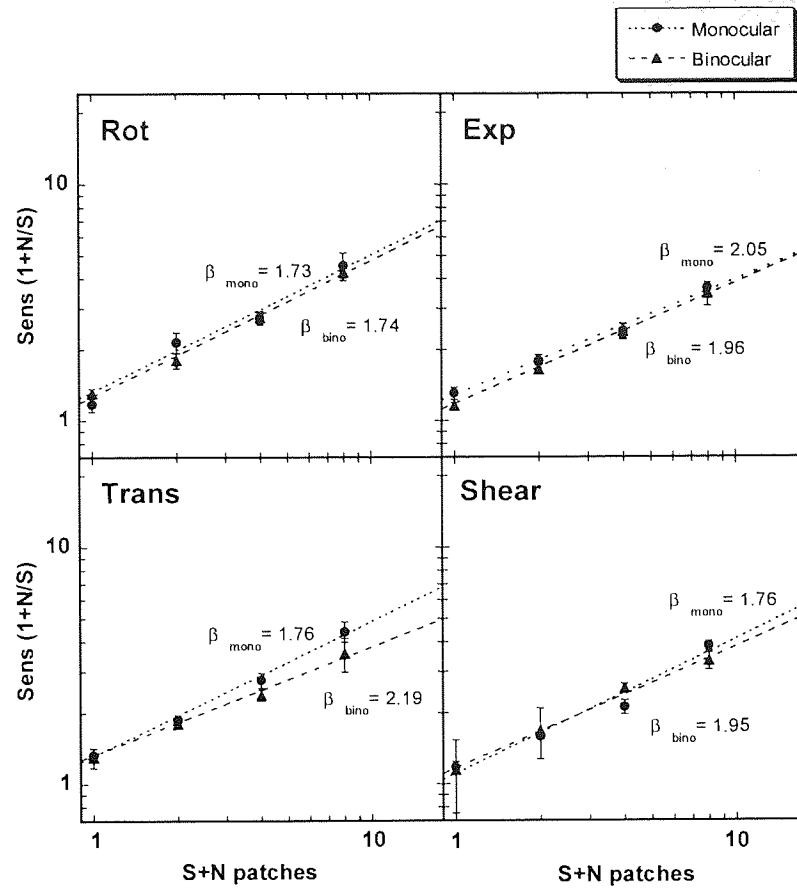 Monocular
Binocular
Rot
Exp
10
Sens (1+N/S)
β mono = 1.73
β mono = 2.05
β bino = 1.74
β bino = 1.96
1
Trans
Shear
10
Sens (1+N/S)
β mono = 1.76
β mono = 1.76
β bino = 2.19
β bino = 1.95
1
1 10 1 10
S+N patches S+N patches